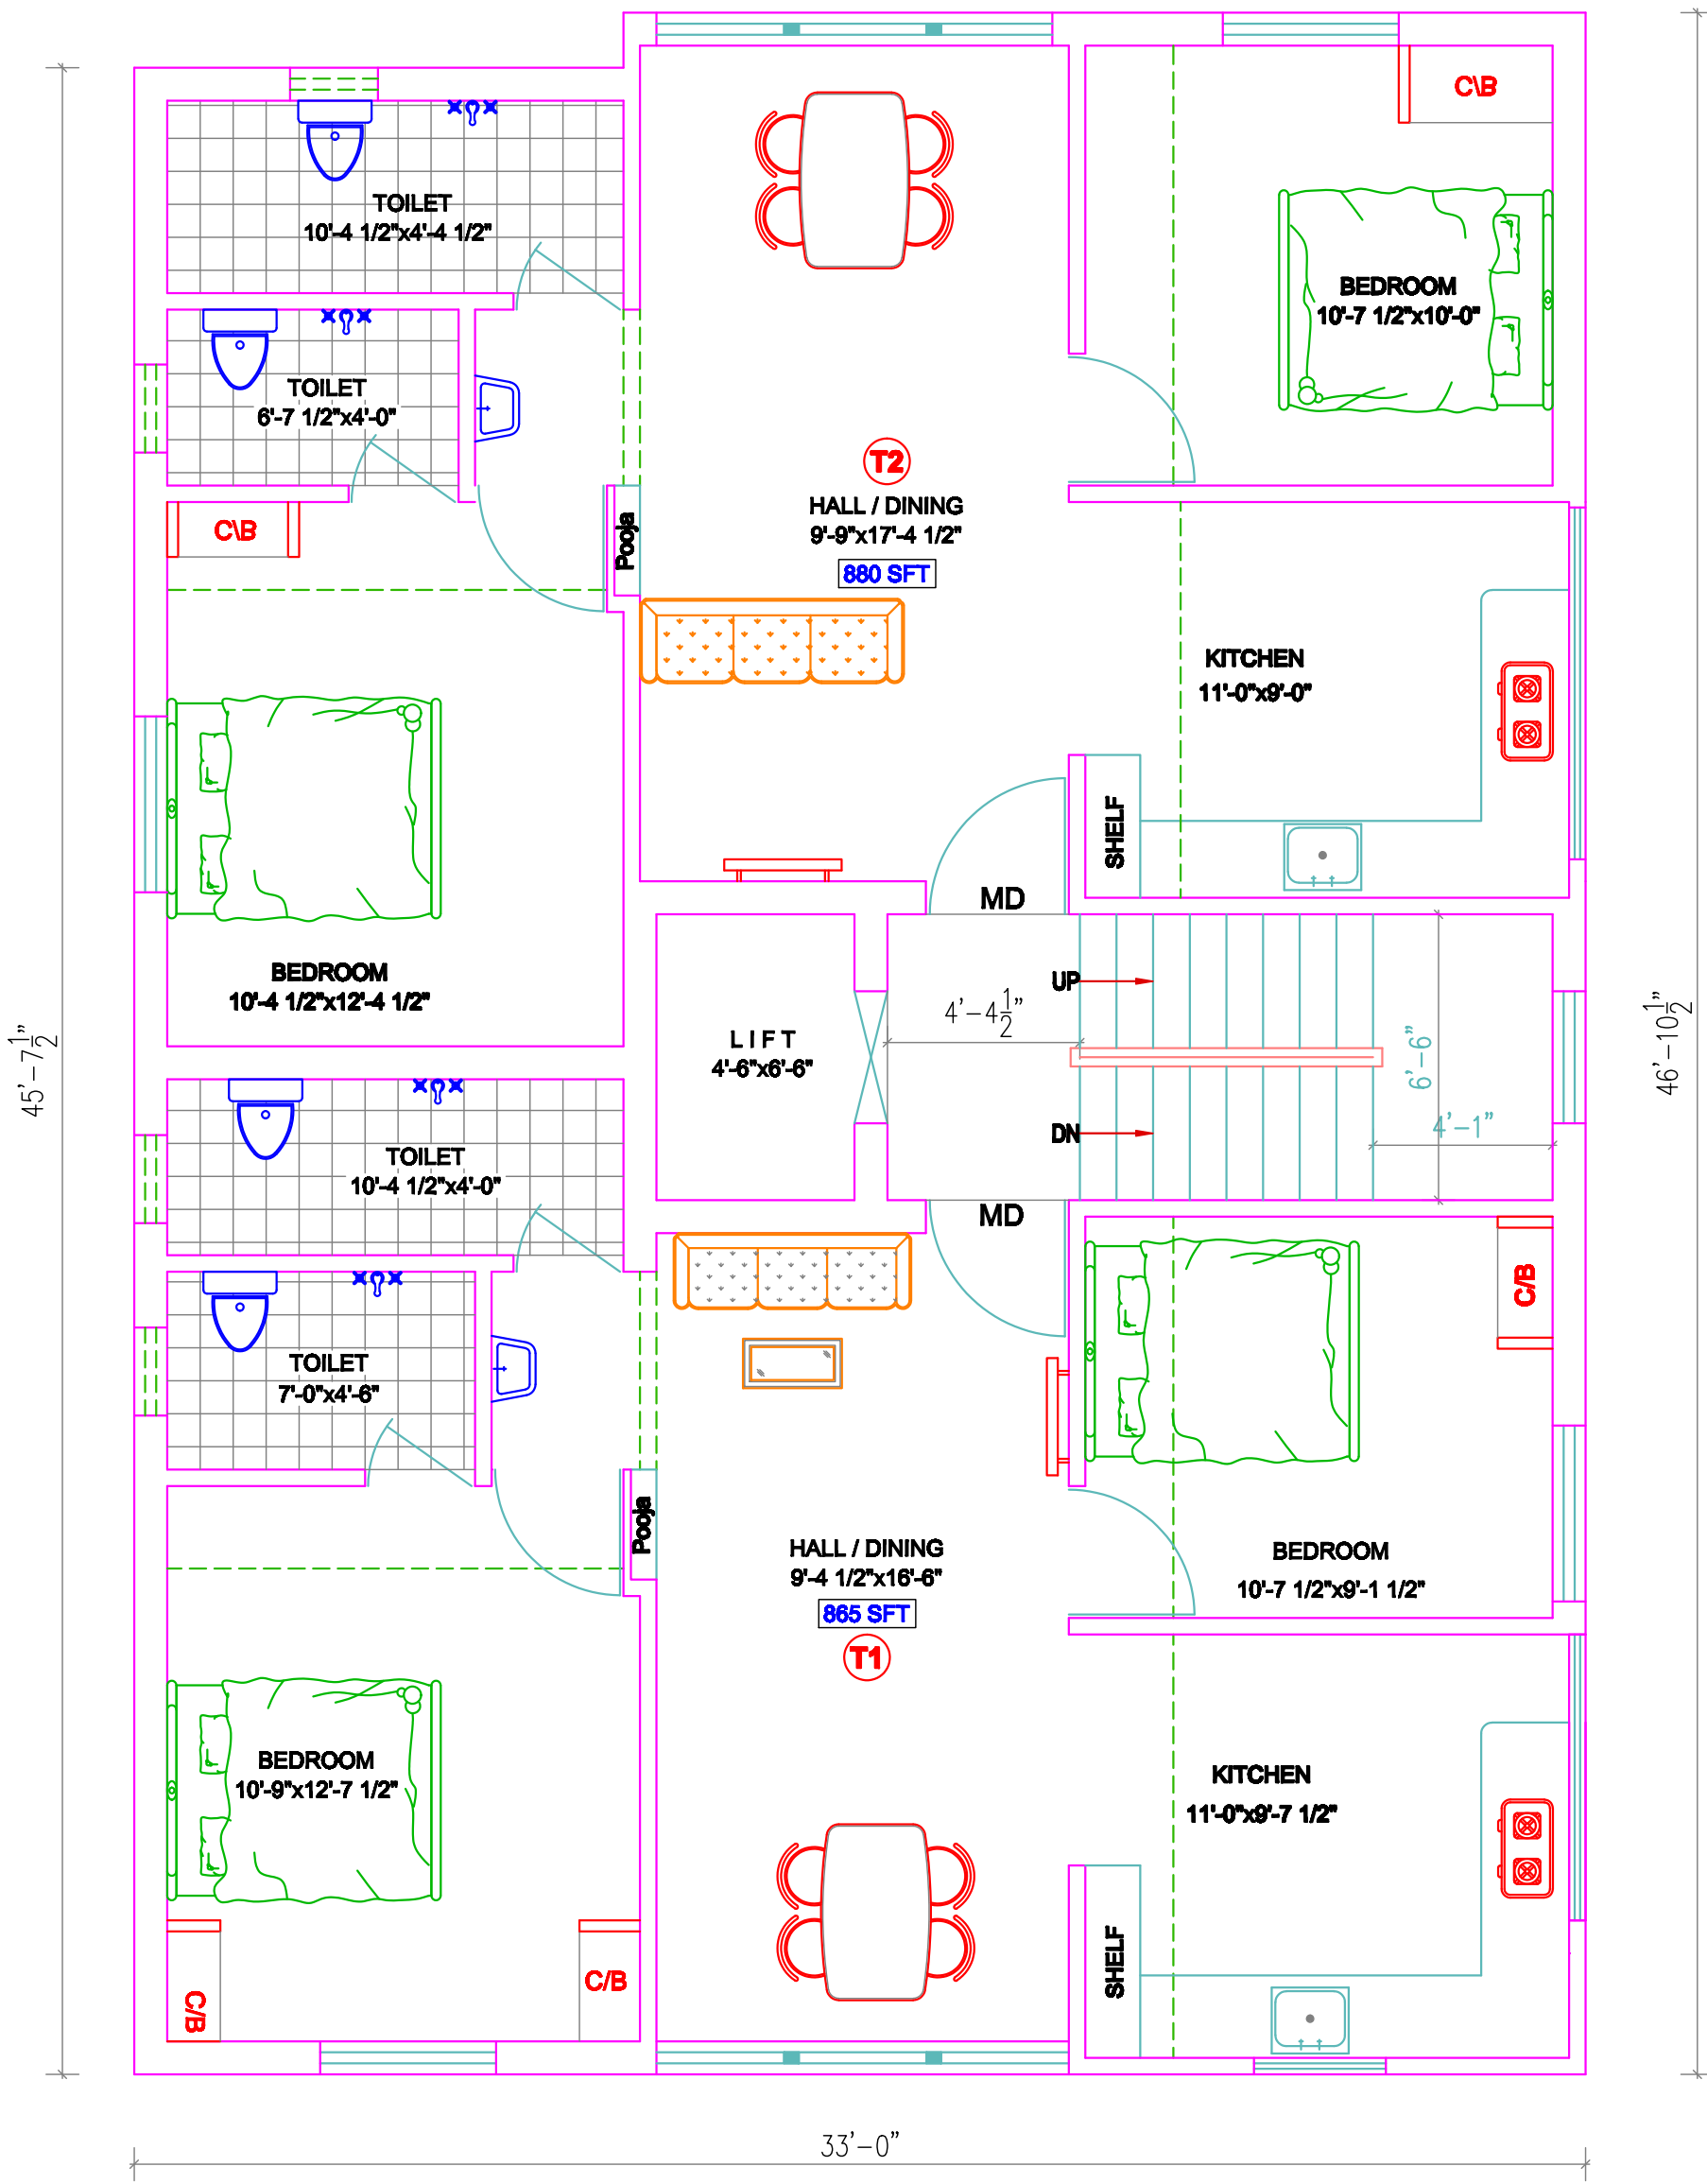 C\B
TOILET
10'-4 1/2"x4'-4 1/2"
BEDROOM
10'-7 1/2"x10'-0"
TOILET
6'-7 1/2"x4'-0"
T2
HALL / DINING
9'-9"x17'-4 1/2"
880 SFT
C\B
Pooja
KITCHEN
11'-0"x9'-0"
SHELF
MD
BEDROOM
10'-4 1/2"x12'-4 1/2"
UP
4'-4 1/2"
LIFT
4'-6"x6'-6"
6'-6"
4'-1"
DN
45'-7 1/2"
46'-10 1/2"
TOILET
10'-4 1/2"x4'-0"
MD
C/B
TOILET
7'-0"x4'-6"
Pooja
HALL / DINING
9'-4 1/2"x16'-6"
865 SFT
T1
BEDROOM
10'-7 1/2"x9'-1 1/2"
BEDROOM
10'-9"x12'-7 1/2"
KITCHEN
11'-0"x9'-7 1/2"
SHELF
C/B
C/B
33'-0"